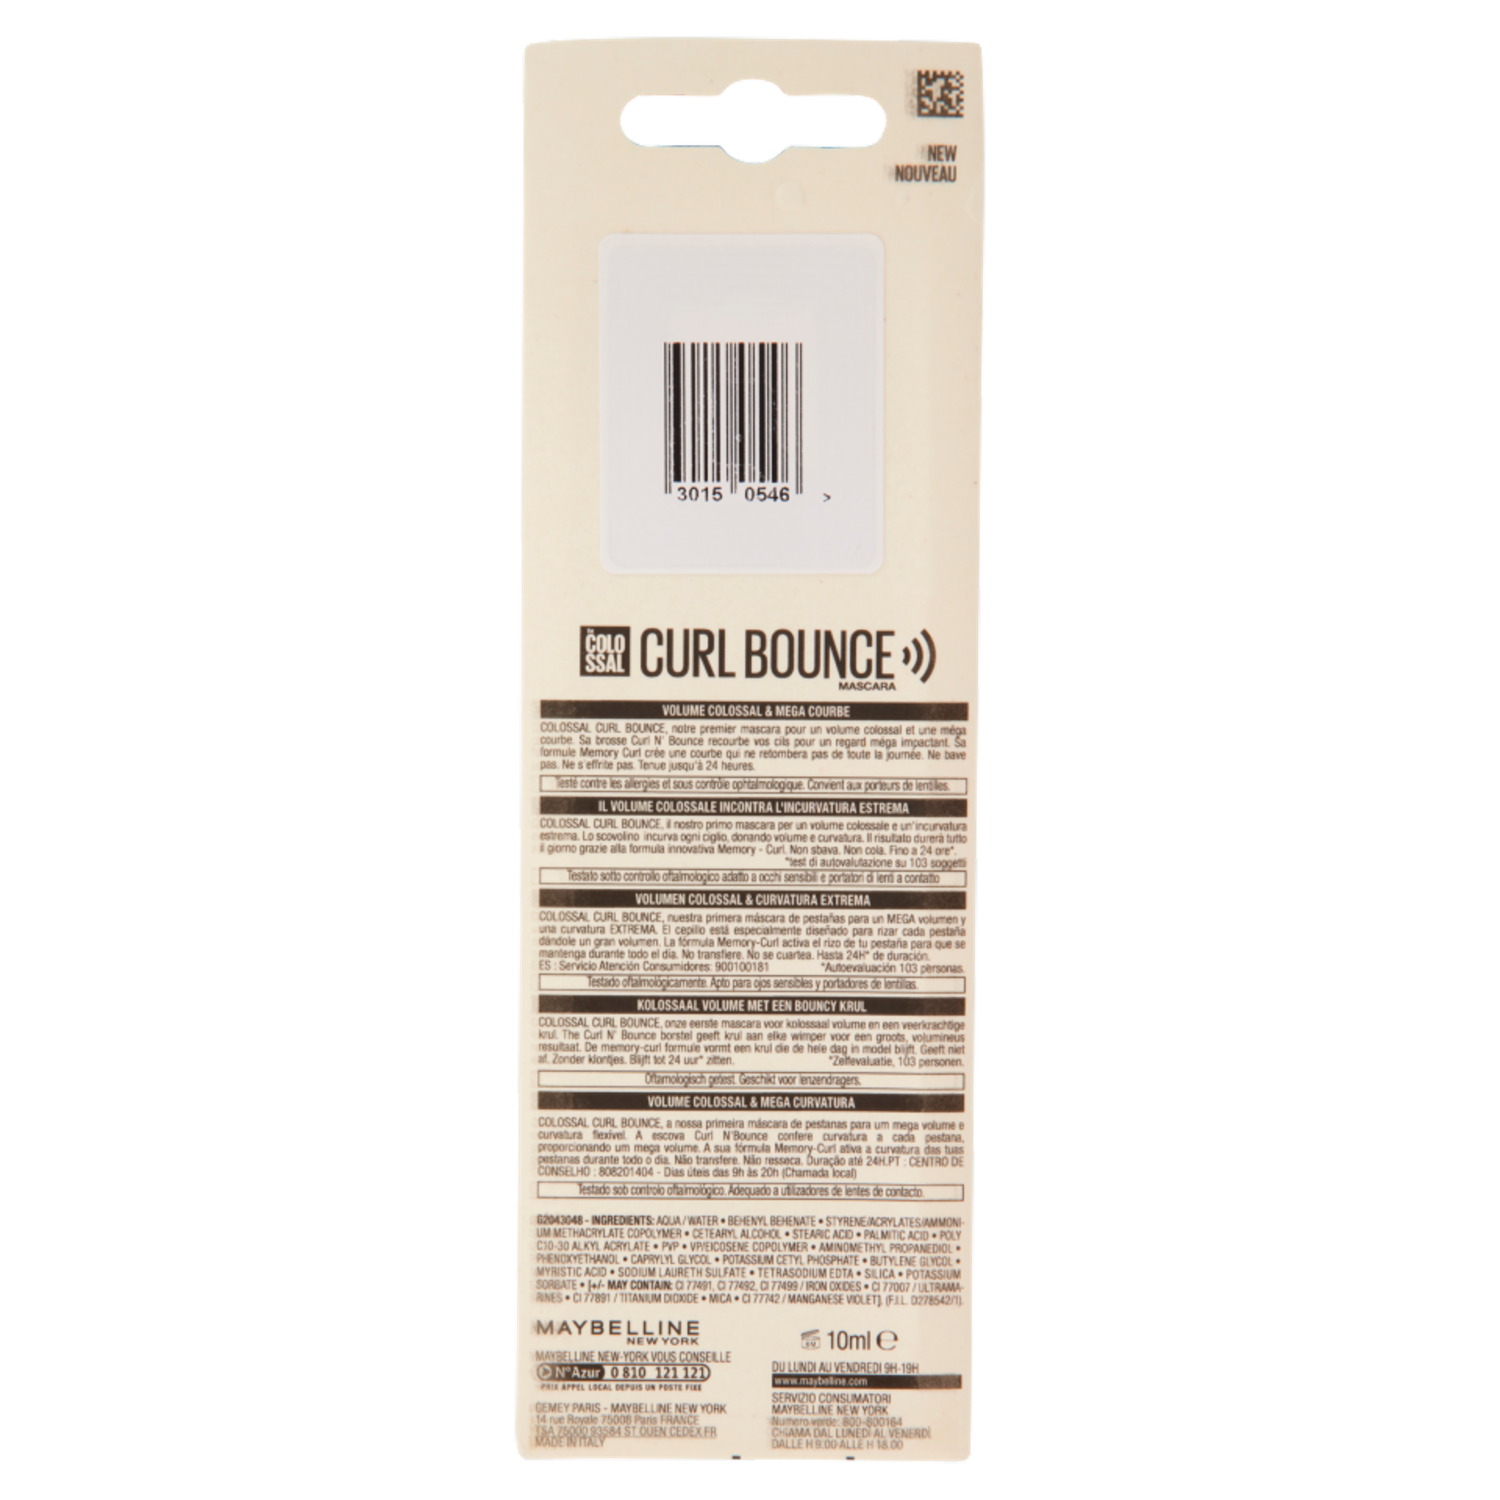 NEW
NOUVEAU
3015 0546 >
THE
COLO
SSAL
CURL BOUNCE
MASCARA
VOLUME COLOSSAL & MEGA COURBE
COLOSSAL CURL BOUNCE, notre premier mascara pour un volume colossal et une méga
courbe. Sa brosse Curl N' Bounce recourbe vos cils pour un regard méga impactant. Sa
formule Memory Curl crée une courbe qui ne retombera pas de toute la journée. Ne bave
pas. Ne s'effrite pas. Tenue jusqu'à 24 heures.
Testé contre les allergies et sous contrôle ophtalmologique. Convient aux porteurs de lentilles.
IL VOLUME COLOSSALE INCONTRA L'INCURVATURA ESTREMA
COLOSSAL CURL BOUNCE, il nostro primo mascara per un volume colossale e un'incurvatura
estrema. Lo scovolino incurva ogni ciglio, donando volume e curvatura. Il risultato durerà tutto
il giorno grazie alla formula innovativa Memory - Curl. Non sbava. Non cola. Fino a 24 ore*.
*test di autovalutazione su 103 soggetti
Testato sotto controllo oftalmologico adatto a occhi sensibili e portatori di lenti a contatto
VOLUMEN COLOSSAL & CURVATURA EXTREMA
COLOSSAL CURL BOUNCE, nuestra primera máscara de pestañas para un MEGA volumen y
una curvatura EXTREMA. El cepillo está especialmente diseñado para rizar cada pestaña
dándole un gran volumen. La fórmula Memory-Curl activa el rizo de tu pestaña para que se
mantenga durante todo el día. No transfiere. No se cuartea. Hasta 24H* de duración.
ES : Servicio Atención Consumidores: 900100181 *Autoevaluación 103 personas.
Testado oftalmológicamente. Apto para ojos sensibles y portadores de lentillas.
KOLOSSAAL VOLUME MET EEN BOUNCY KRUL
COLOSSAL CURL BOUNCE, onze eerste mascara voor kolossaal volume en een veerkrachtige
krul. The Curl N' Bounce borstel geeft krul aan elke wimper voor een groots, volumineus
resultaat. De memory-curl formule vormt een krul die de hele dag in model blijft. Geeft niet
af. Zonder klontjes. Blijft tot 24 uur* zitten. *Zelfevaluatie, 103 personen.
Oftamologisch getest. Geschikt voor lenzendragers.
VOLUME COLOSSAL & MEGA CURVATURA
COLOSSAL CURL BOUNCE, a nossa primeira máscara de pestanas para um mega volume e
curvatura flexível. A escova Curl N'Bounce confere curvatura a cada pestana,
proporcionando um mega volume. A sua fórmula Memory-Curl ativa a curvatura das tuas
pestanas durante todo o dia. Não transfere. Não resseca. Duração até 24H.PT : CENTRO DE
CONSELHO : 808201404 - Dias úteis das 9h às 20h (Chamada local)
Testado sob controlo oftalmológico. Adequado a utilizadores de lentes de contacto.
G2043048 - INGREDIENTS: AQUA / WATER • BEHENYL BEHENATE • STYRENE/ACRYLATES/AMMONI-
UM METHACRYLATE COPOLYMER • CETEARYL ALCOHOL • STEARIC ACID • PALMITIC ACID • POLY
C10-30 ALKYL ACRYLATE • PVP • VP/EICOSENE COPOLYMER • AMINOMETHYL PROPANEDIOL •
PHENOXYETHANOL • CAPRYLYL GLYCOL • POTASSIUM CETYL PHOSPHATE • BUTYLENE GLYCOL •
MYRISTIC ACID • SODIUM LAURETH SULFATE • TETRASODIUM EDTA • SILICA • POTASSIUM
SORBATE • [+/- MAY CONTAIN: CI 77491, CI 77492, CI 77499 / IRON OXIDES • CI 77007 / ULTRAMA-
RINES • CI 77891 / TITANIUM DIOXIDE • MICA • CI 77742 / MANGANESE VIOLET]. (F.I.L. D278542/1).
MAYBELLINE
NEW YORK
6M 10ml e
MAYBELLINE NEW-YORK VOUS CONSEILLE
N°Azur 0 810 121 121
PRIX APPEL LOCAL DEPUIS UN POSTE FIXE
GEMEY PARIS - MAYBELLINE NEW YORK
14 rue Royale 75008 Paris FRANCE
TSA 75000 93584 ST OUEN CEDEX FR
MADE IN ITALY
DU LUNDI AU VENDREDI 9H-19H
www.maybelline.com
SERVIZIO CONSUMATORI
MAYBELLINE NEW YORK
Numero verde: 800-800164
CHIAMA DAL LUNEDÌ AL VENERDÌ
DALLE H 9:00 ALLE H 18.00